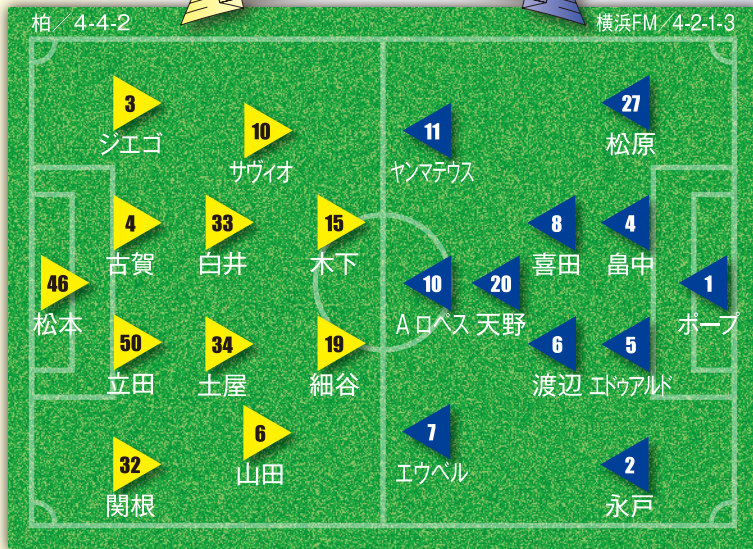 柏／4-4-2
横浜FM／4-2-1-3
3
ジエゴ
10
サヴィオ
11
ヤンマテウス
27
松原
4
古賀
33
白井
15
木下
8
喜田
4
畠中
46
松本
10
Aロペス
20
天野
1
ポープ
50
立田
34
土屋
19
細谷
6
渡辺
5
エドゥアルド
6
山田
7
エウベル
32
関根
2
永戸